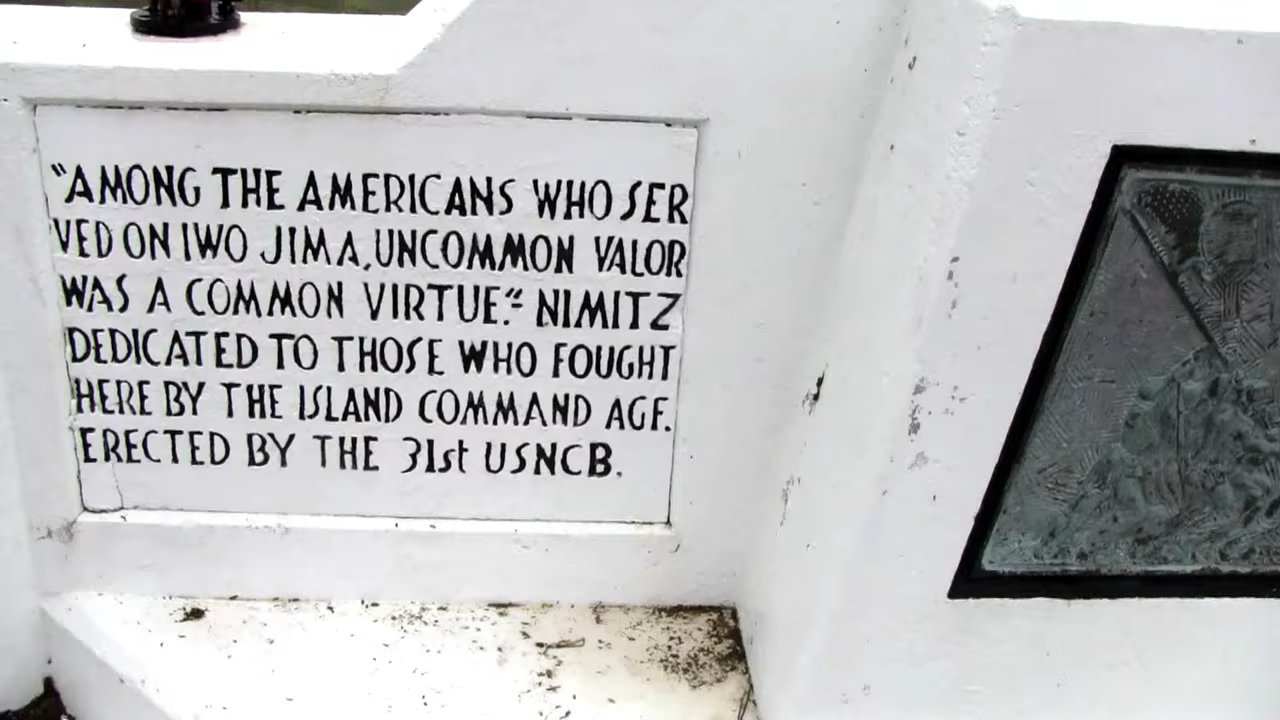 "AMONG THE AMERICANS WHO SER
VED ON IWO JIMA, UNCOMMON VALOR
WAS A COMMON VIRTUE." NIMITZ
DEDICATED TO THOSE WHO FOUGHT
HERE BY THE ISLAND COMMAND AGF.
ERECTED BY THE 31st USNCB.